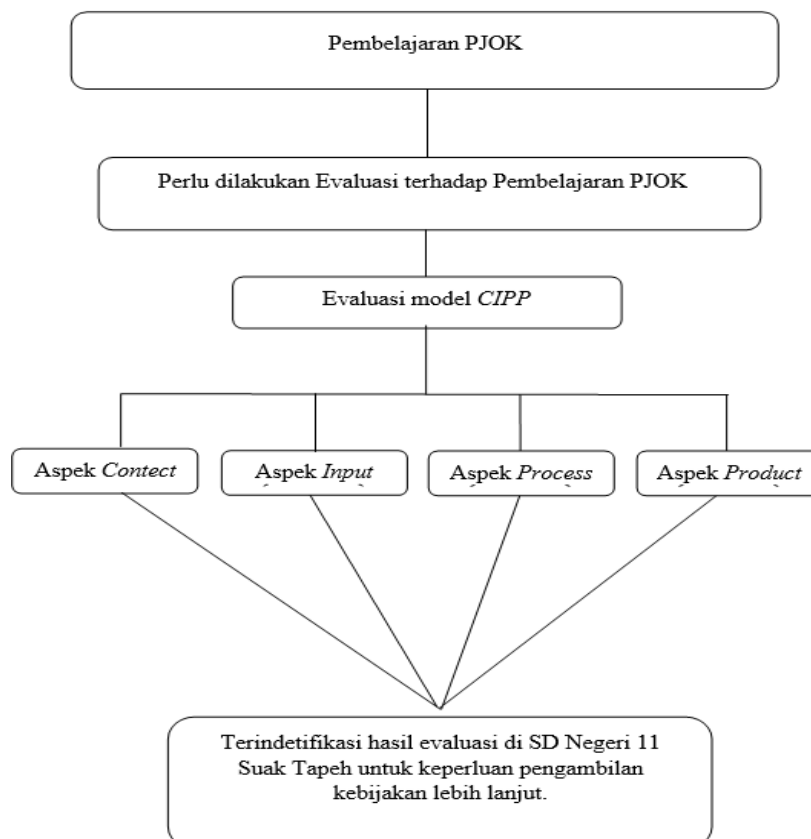 Pembelajaran PJOK
Perlu dilakukan Evaluasi terhadap Pembelajaran PJOK
Evaluasi model CIPP
Aspek Contect
Aspek Input
Aspek Process
Aspek Product
Terindetifikasi hasil evaluasi di SD Negeri 11
Suak Tapeh untuk keperluan pengambilan
kebijakan lebih lanjut.